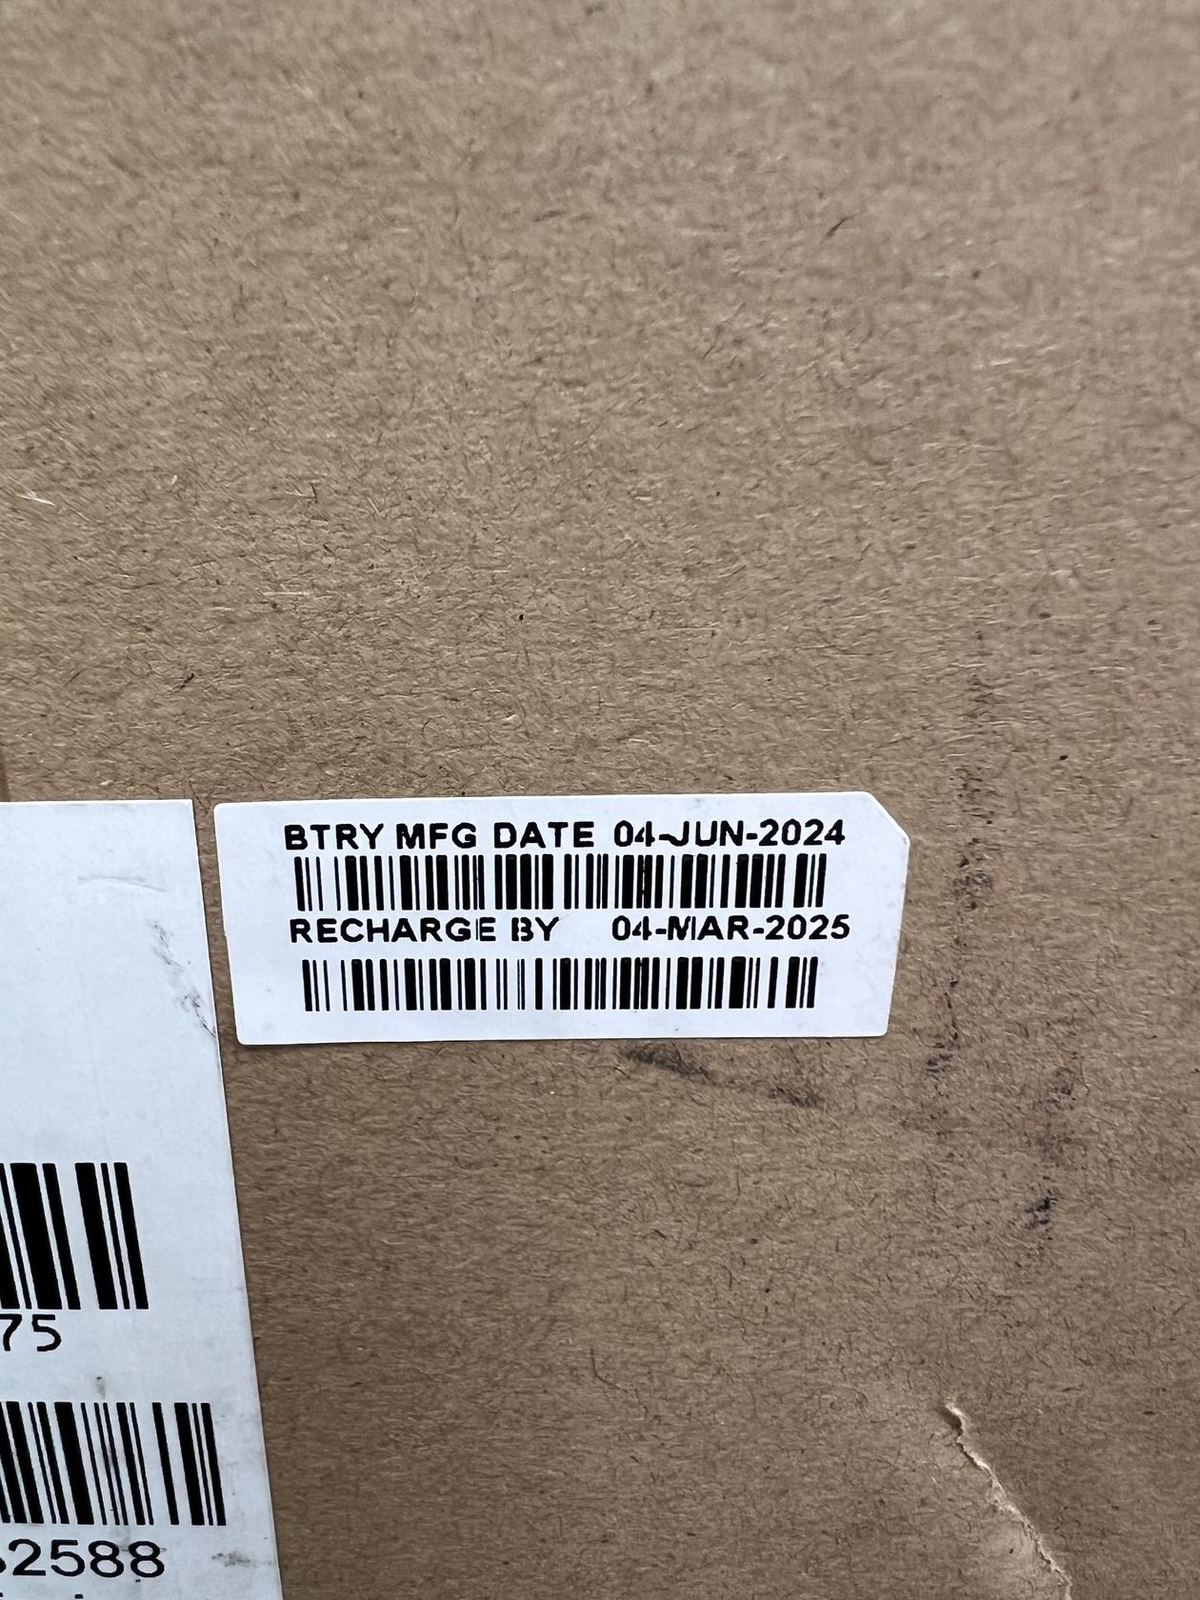 BTRY MFG DATE 04-JUN-2024
RECHARGE BY 04-MAR-2025
75
2588